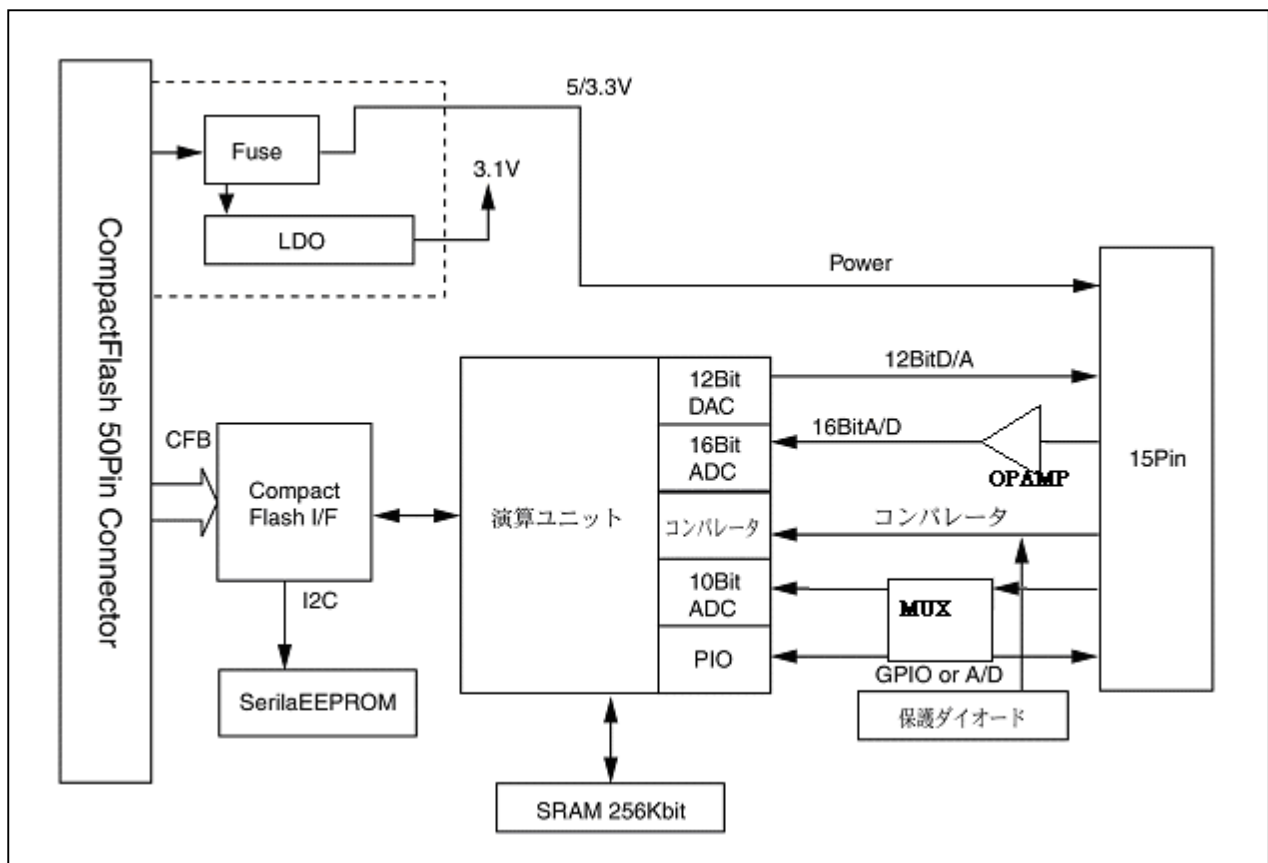 CompactFlash 50Pin Connector
5/3.3V
Fuse
3.1V
LDO
Power
12BitD/A
12Bit
DAC
16BitA/D
16Bit
ADC
OPAMP
15Pin
CFB
Compact
Flash I/F
演算ユニット
コンパレータ
コンパレータ
10Bit
ADC
MUX
I2C
PIO
GPIO or A/D
SerilaEEPROM
保護ダイオード
SRAM 256Kbit